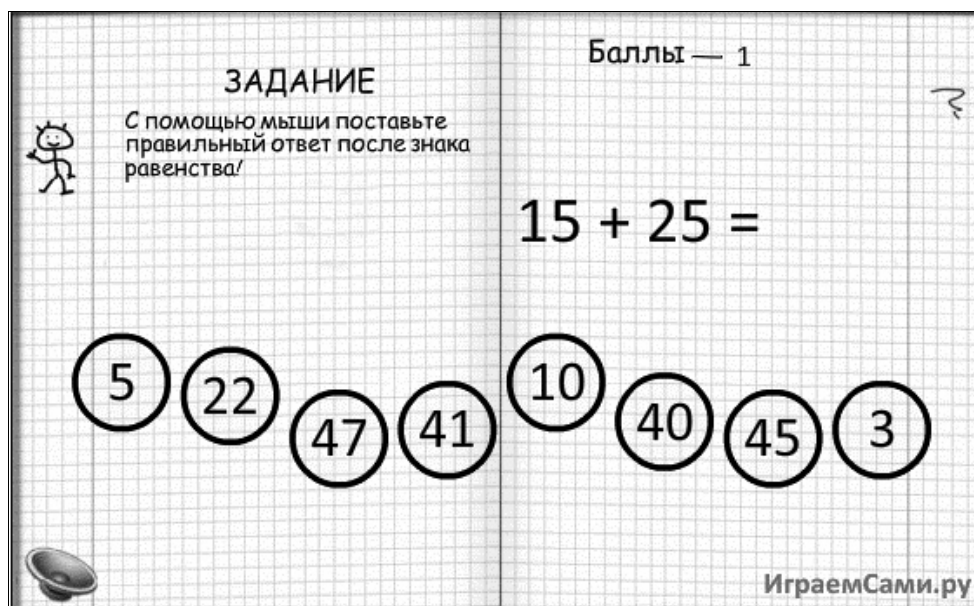 Баллы — 1
ЗАДАНИЕ
С помощью мыши поставьте
правильный ответ после знака
равенства!
15 + 25 =
5 22 47 41 10 40 45 3
ИграемСами.ру